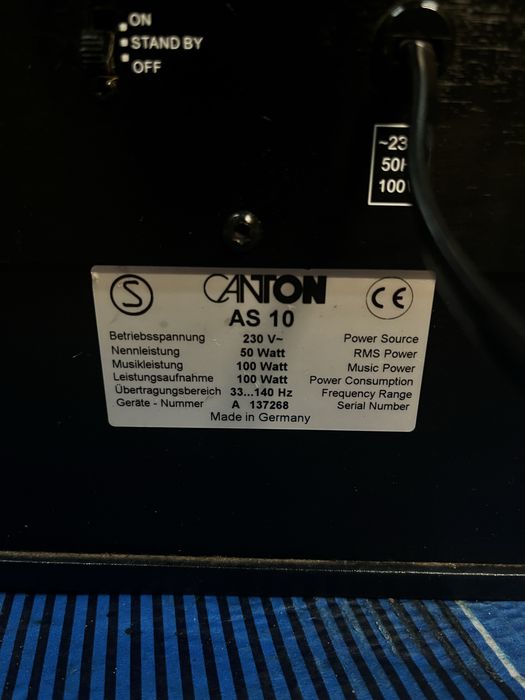 ON
STAND BY
OFF
~23
50H
100
S
CANTON
CE
AS 10
Betriebsspannung 230 V~ Power Source
Nennleistung 50 Watt RMS Power
Musikleistung 100 Watt Music Power
Leistungsaufnahme 100 Watt Power Consumption
Übertragungsbereich 33...140 Hz Frequency Range
Geräte - Nummer A 137268 Serial Number
Made in Germany